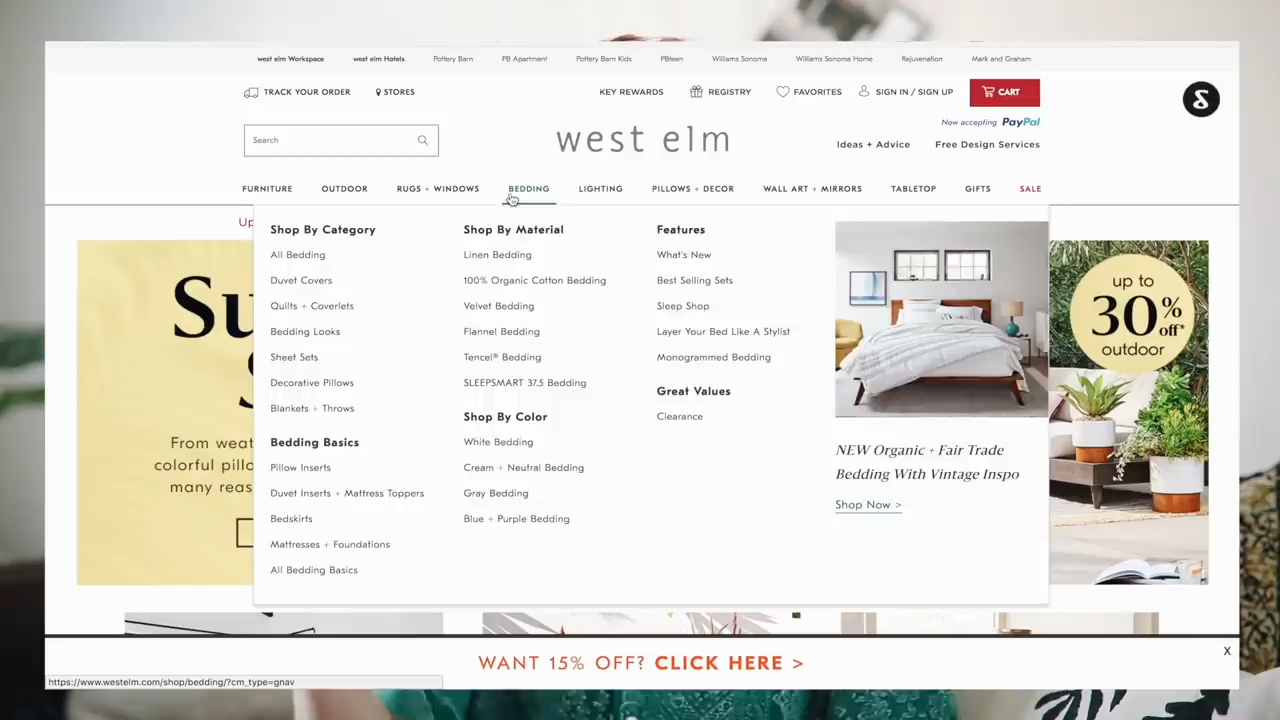 west elm Workspace west elm Hotels Pottery Barn PB Apartment Pottery Barn Kids PBteen Williams Sonoma Williams Sonoma Home Rejuvenation Mark and Graham
TRACK YOUR ORDER STORES KEY REWARDS REGISTRY FAVORITES SIGN IN / SIGN UP CART
Now accepting PayPal
Search west elm Ideas + Advice Free Design Services
FURNITURE OUTDOOR RUGS + WINDOWS BEDDING LIGHTING PILLOWS + DECOR WALL ART + MIRRORS TABLETOP GIFTS SALE
Up
Su
From weat
colorful pillo
many reas
Shop By Category
All Bedding
Duvet Covers
Quilts + Coverlets
Bedding Looks
Sheet Sets
Decorative Pillows
Blankets + Throws
Bedding Basics
Pillow Inserts
Duvet Inserts + Mattress Toppers
Bedskirts
Mattresses + Foundations
All Bedding Basics
Shop By Material
Linen Bedding
100% Organic Cotton Bedding
Velvet Bedding
Flannel Bedding
Tencel® Bedding
SLEEPSMART 37.5 Bedding
Shop By Color
White Bedding
Cream + Neutral Bedding
Gray Bedding
Blue + Purple Bedding
Features
What's New
Best Selling Sets
Sleep Shop
Layer Your Bed Like A Stylist
Monogrammed Bedding
Great Values
Clearance
NEW Organic + Fair Trade
Bedding With Vintage Inspo
Shop Now >
up to
30%
off*
outdoor
WANT 15% OFF? CLICK HERE >
X
https://www.westelm.com/shop/bedding/?cm_type=gnav